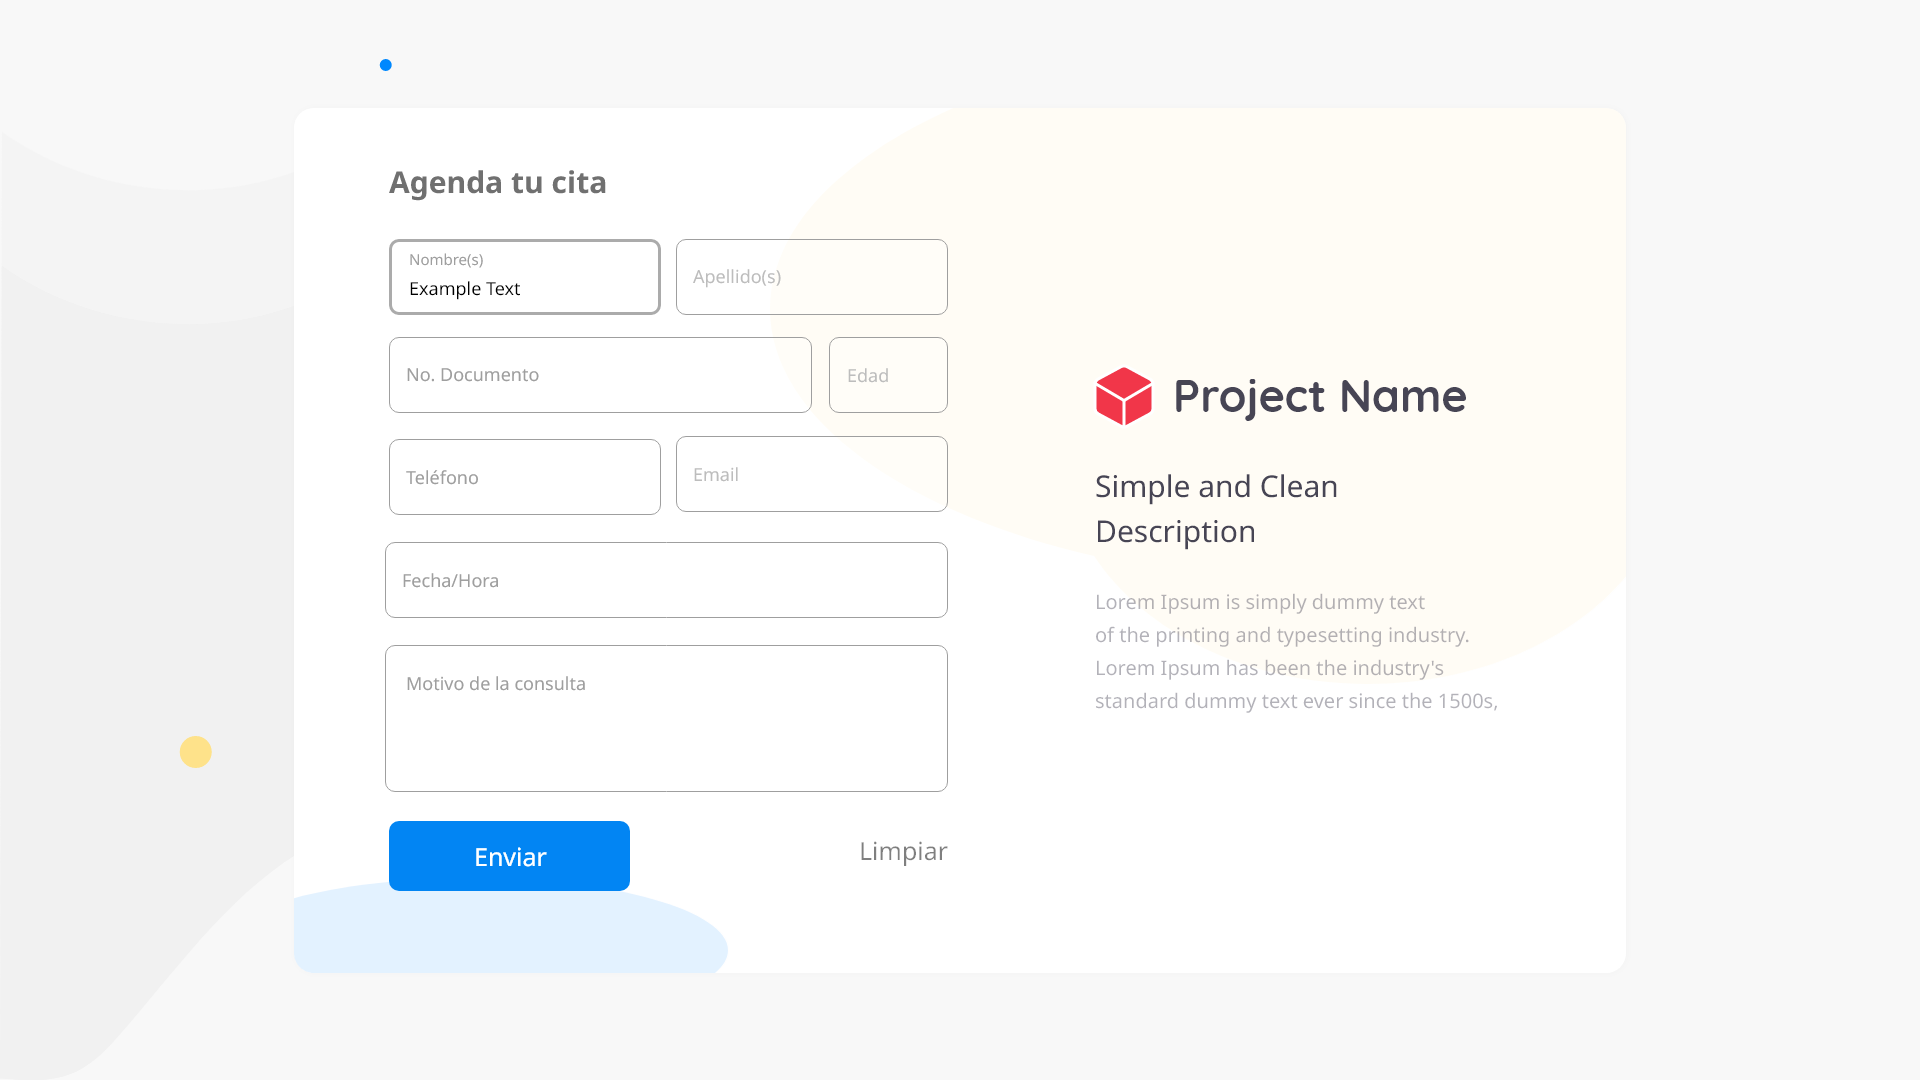 Agenda tu cita
Nombre(s)
Example Text
Apellido(s)
No. Documento
Edad
Teléfono
Email
Fecha/Hora
Motivo de la consulta
Enviar
Limpiar
Project Name
Simple and Clean
Description
Lorem Ipsum is simply dummy text
of the printing and typesetting industry.
Lorem Ipsum has been the industry's
standard dummy text ever since the 1500s,